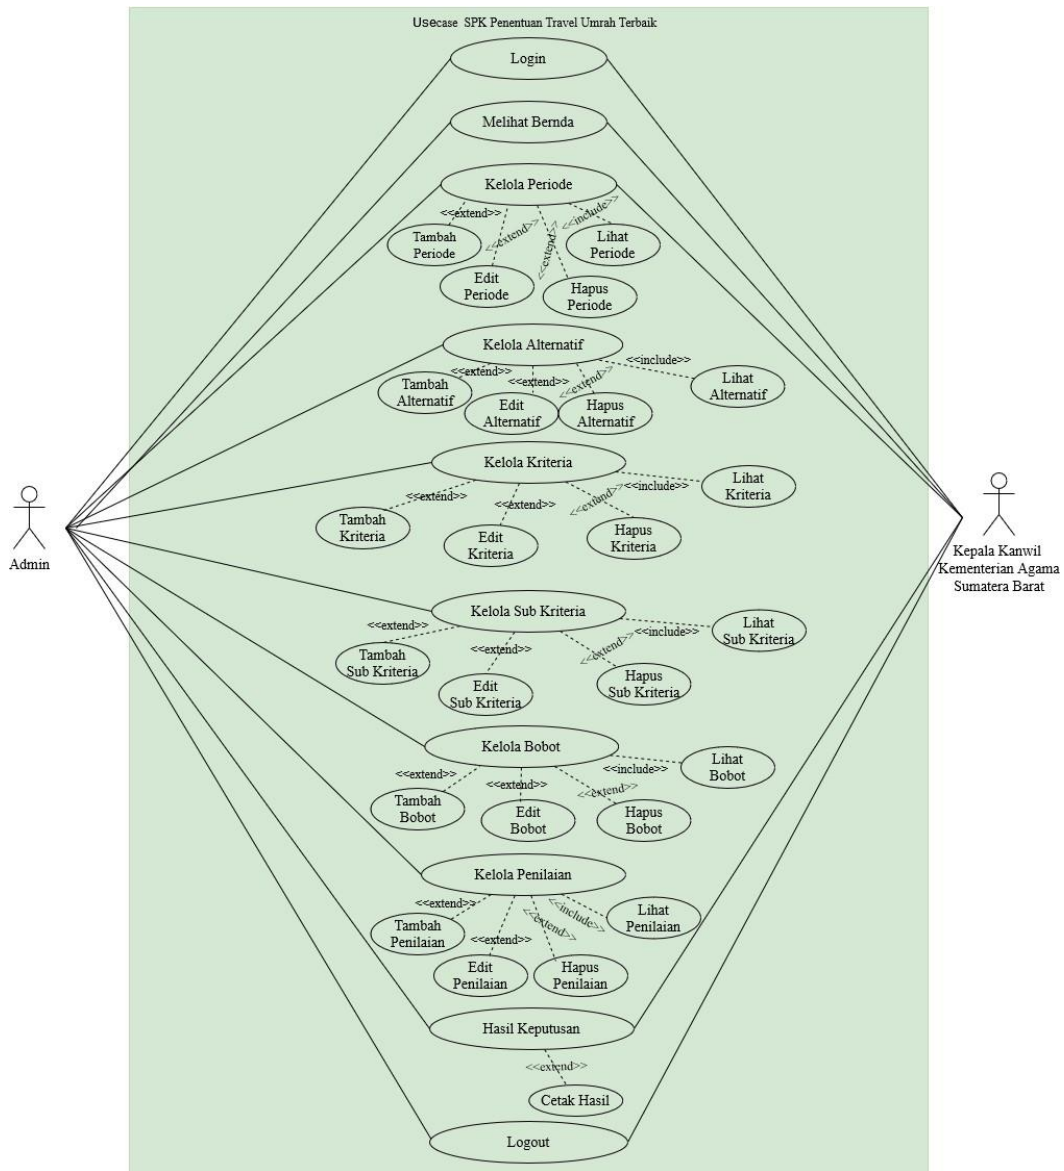 Usecase SPK Penentuan Travel Umrah Terbaik
Login
Melihat Bernda
Kelola Periode
<<extend>>
<<extend>>
<<extend>>
<<include>>
Tambah
Periode
Edit
Periode
Hapus
Periode
Lihat
Periode
Kelola Alternatif
<<extend>>
<<extend>>
<<extend>>
<<include>>
Tambah
Alternatif
Edit
Alternatif
Hapus
Alternatif
Lihat
Alternatif
Kelola Kriteria
<<extend>>
<<extend>>
<<extend>>
<<include>>
Tambah
Kriteria
Edit
Kriteria
Hapus
Kriteria
Lihat
Kriteria
Admin
Kepala Kanwil
Kementerian Agama
Sumatera Barat
Kelola Sub Kriteria
<<extend>>
<<extend>>
<<extend>>
<<include>>
Tambah
Sub Kriteria
Edit
Sub Kriteria
Hapus
Sub Kriteria
Lihat
Sub Kriteria
Kelola Bobot
<<extend>>
<<extend>>
<<extend>>
<<include>>
Tambah
Bobot
Edit
Bobot
Hapus
Bobot
Lihat
Bobot
Kelola Penilaian
<<extend>>
<<extend>>
<<extend>>
<<include>>
Tambah
Penilaian
Edit
Penilaian
Hapus
Penilaian
Lihat
Penilaian
Hasil Keputusan
<<extend>>
Cetak Hasil
Logout